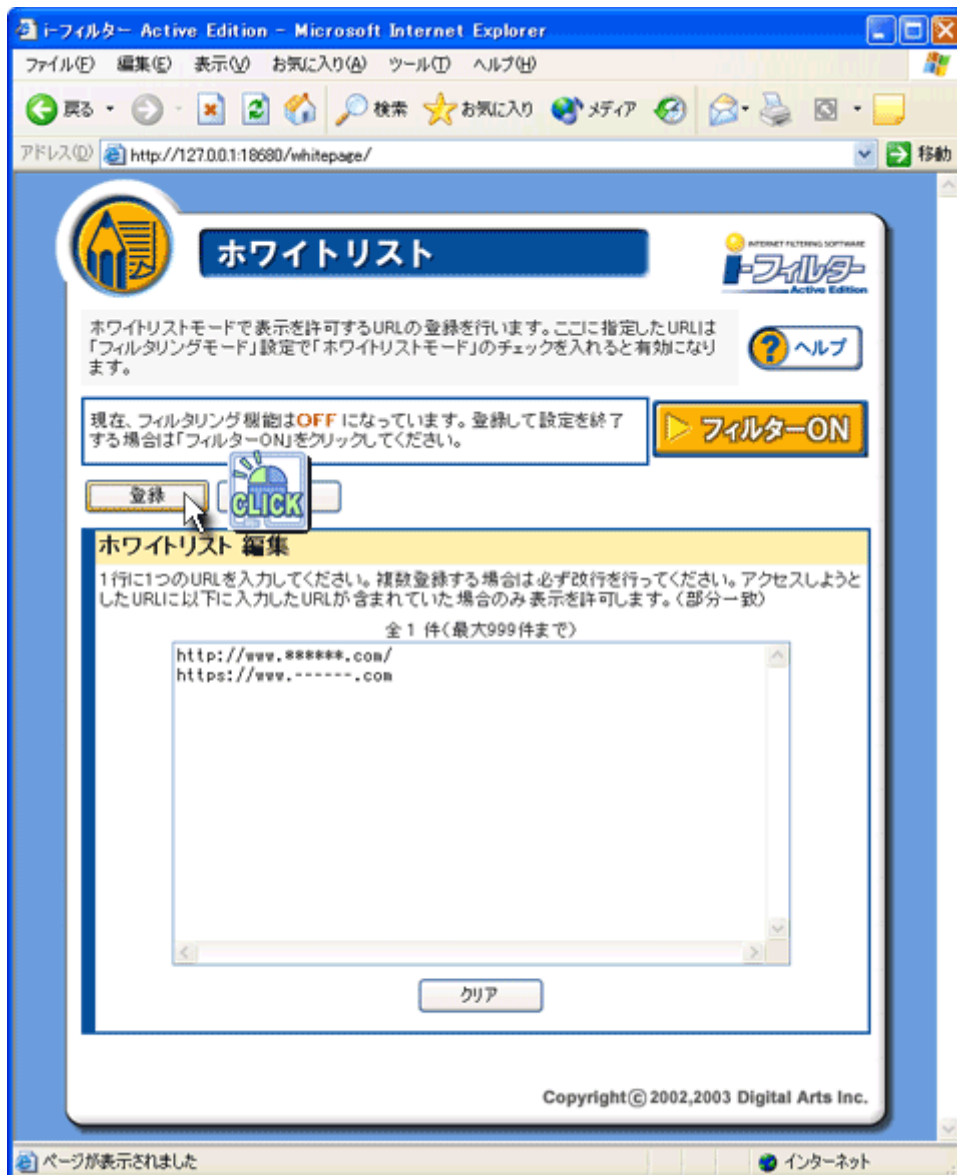 i-フィルター Active Edition - Microsoft Internet Explorer
ファイル(F) 編集(E) 表示(V) お気に入り(A) ツール(T) ヘルプ(H)
戻る 検索 お気に入り メディア
アドレス(D) http://127.0.0.1:18680/whitepage/ 移動
ホワイトリスト
INTERNET FILTERING SOFTWARE
i-フィルター
Active Edition
ホワイトリストモードで表示を許可するURLの登録を行います。ここに指定したURLは
「フィルタリングモード」設定で「ホワイトリストモード」のチェックを入れると有効になり
ます。
ヘルプ
現在、フィルタリング機能はOFF になっています。登録して設定を終了
する場合は「フィルターON」をクリックしてください。
フィルターON
登録
CLICK
ホワイトリスト 編集
1行に1つのURLを入力してください。複数登録する場合は必ず改行を行ってください。アクセスしようと
したURLに以下に入力したURLが含まれていた場合のみ表示を許可します。(部分一致)
全 1 件(最大999件まで)
http://www.******.com/
https://www.------.com
クリア
Copyright© 2002,2003 Digital Arts Inc.
ページが表示されました インターネット